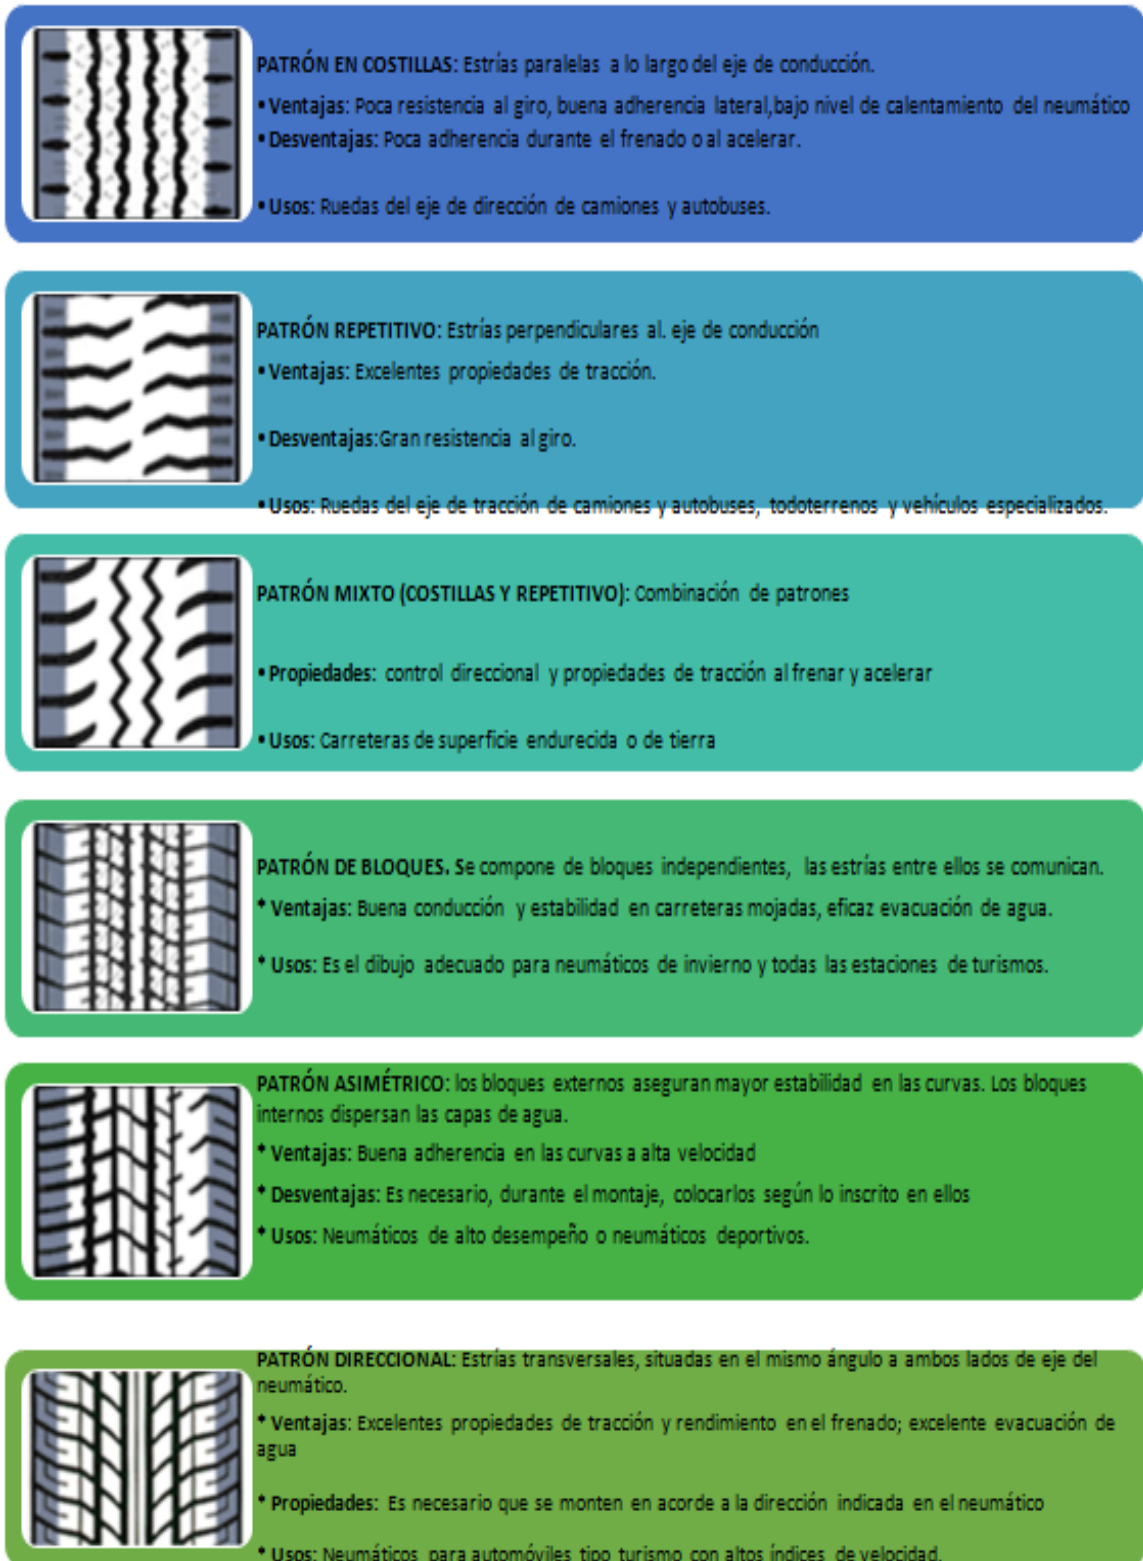 PATRÓN EN COSTILLAS: Estrías paralelas a lo largo del eje de conducción.
• Ventajas: Poca resistencia al giro, buena adherencia lateral,bajo nivel de calentamiento del neumático
• Desventajas: Poca adherencia durante el frenado o al acelerar.
• Usos: Ruedas del eje de dirección de camiones y autobuses.
PATRÓN REPETITIVO: Estrías perpendiculares al. eje de conducción
• Ventajas: Excelentes propiedades de tracción.
• Desventajas:Gran resistencia al giro.
• Usos: Ruedas del eje de tracción de camiones y autobuses, todoterrenos y vehículos especializados.
PATRÓN MIXTO (COSTILLAS Y REPETITIVO): Combinación de patrones
• Propiedades: control direccional y propiedades de tracción al frenar y acelerar
• Usos: Carreteras de superficie endurecida o de tierra
PATRÓN DE BLOQUES. Se compone de bloques independientes, las estrías entre ellos se comunican.
* Ventajas: Buena conducción y estabilidad en carreteras mojadas, eficaz evacuación de agua.
* Usos: Es el dibujo adecuado para neumáticos de invierno y todas las estaciones de turismos.
PATRÓN ASIMÉTRICO: los bloques externos aseguran mayor estabilidad en las curvas. Los bloques
internos dispersan las capas de agua.
* Ventajas: Buena adherencia en las curvas a alta velocidad
* Desventajas: Es necesario, durante el montaje, colocarlos según lo inscrito en ellos
* Usos: Neumáticos de alto desempeño o neumáticos deportivos.
PATRÓN DIRECCIONAL: Estrías transversales, situadas en el mismo ángulo a ambos lados de eje del
neumático.
* Ventajas: Excelentes propiedades de tracción y rendimiento en el frenado; excelente evacuación de
agua
* Propiedades: Es necesario que se monten en acorde a la dirección indicada en el neumático
* Usos: Neumáticos para automóviles tipo turismo con altos índices de velocidad.